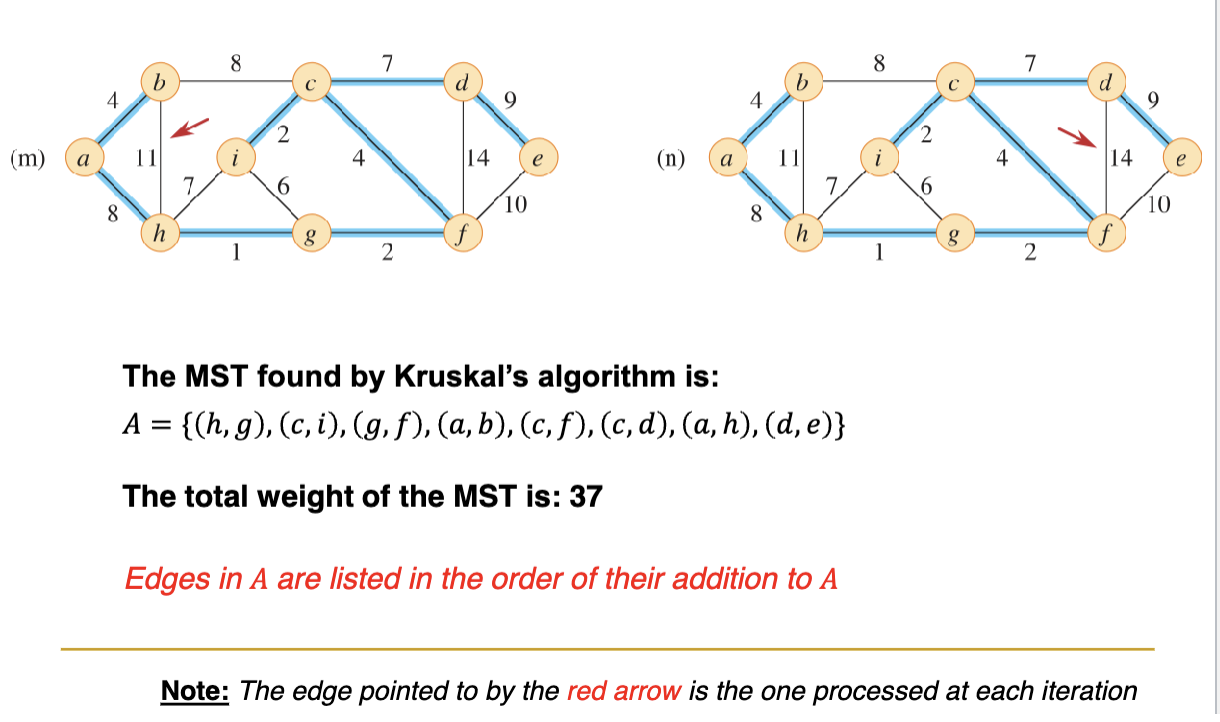 8 7 8 7
b c d b c d
4 9 4 9
2 2
(m) a 11 i 4 14 e (n) a 11 i 4 14 e
7 6 7 6
8 10 8 10
h g f h g f
1 2 1 2
The MST found by Kruskal’s algorithm is:
A = {(h, g), (c, i), (g, f), (a, b), (c, f), (c, d), (a, h), (d, e)}
The total weight of the MST is: 37
Edges in A are listed in the order of their addition to A
Note: The edge pointed to by the red arrow is the one processed at each iteration